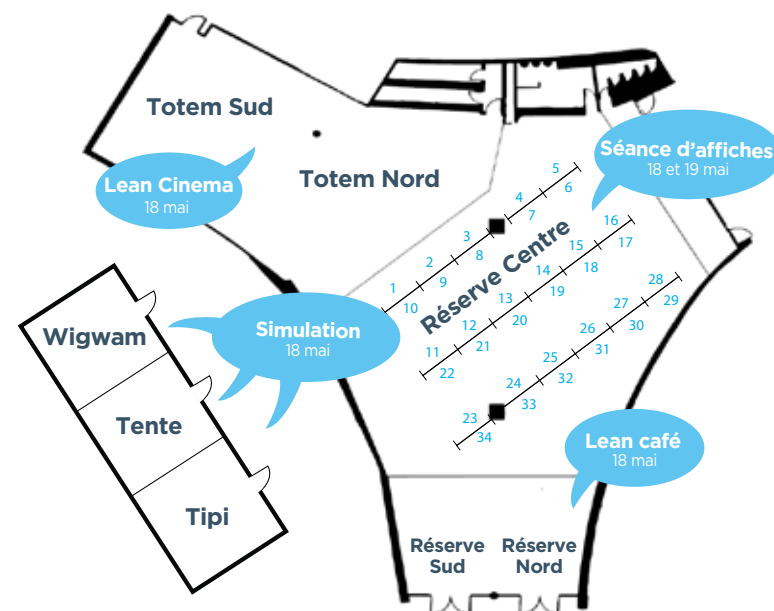 Totem Sud
Totem Nord
Lean Cinema
18 mai
Séance d'affiches
18 et 19 mai
Réserve Centre
1 2 3 4 5
10 9 8 7 6
11 12 13 14 15 16
22 21 20 19 18 17
23 24 25 26 27 28
34 33 32 31 30 29
Wigwam
Tente
Tipi
Simulation
18 mai
Lean café
18 mai
Réserve
Sud
Réserve
Nord